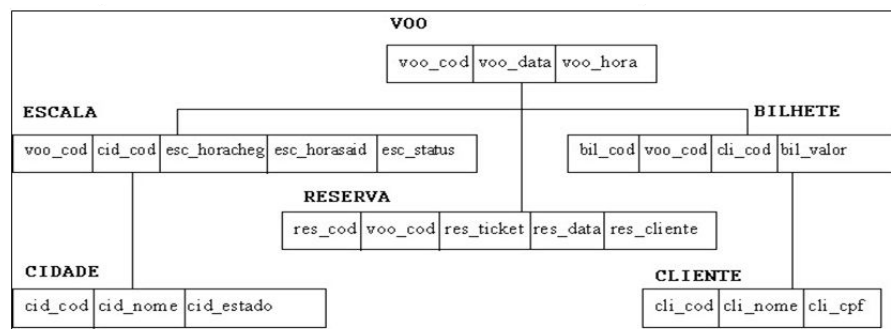 VOO
voo_cod voo_data voo_hora
ESCALA
BILHETE
voo_cod cid_cod esc_horacheg esc_horasaid esc_status
bil_cod voo_cod cli_cod bil_valor
RESERVA
res_cod voo_cod res_ticket res_data res_cliente
CIDADE
CLIENTE
cid_cod cid_nome cid_estado
cli_cod cli_nome cli_cpf